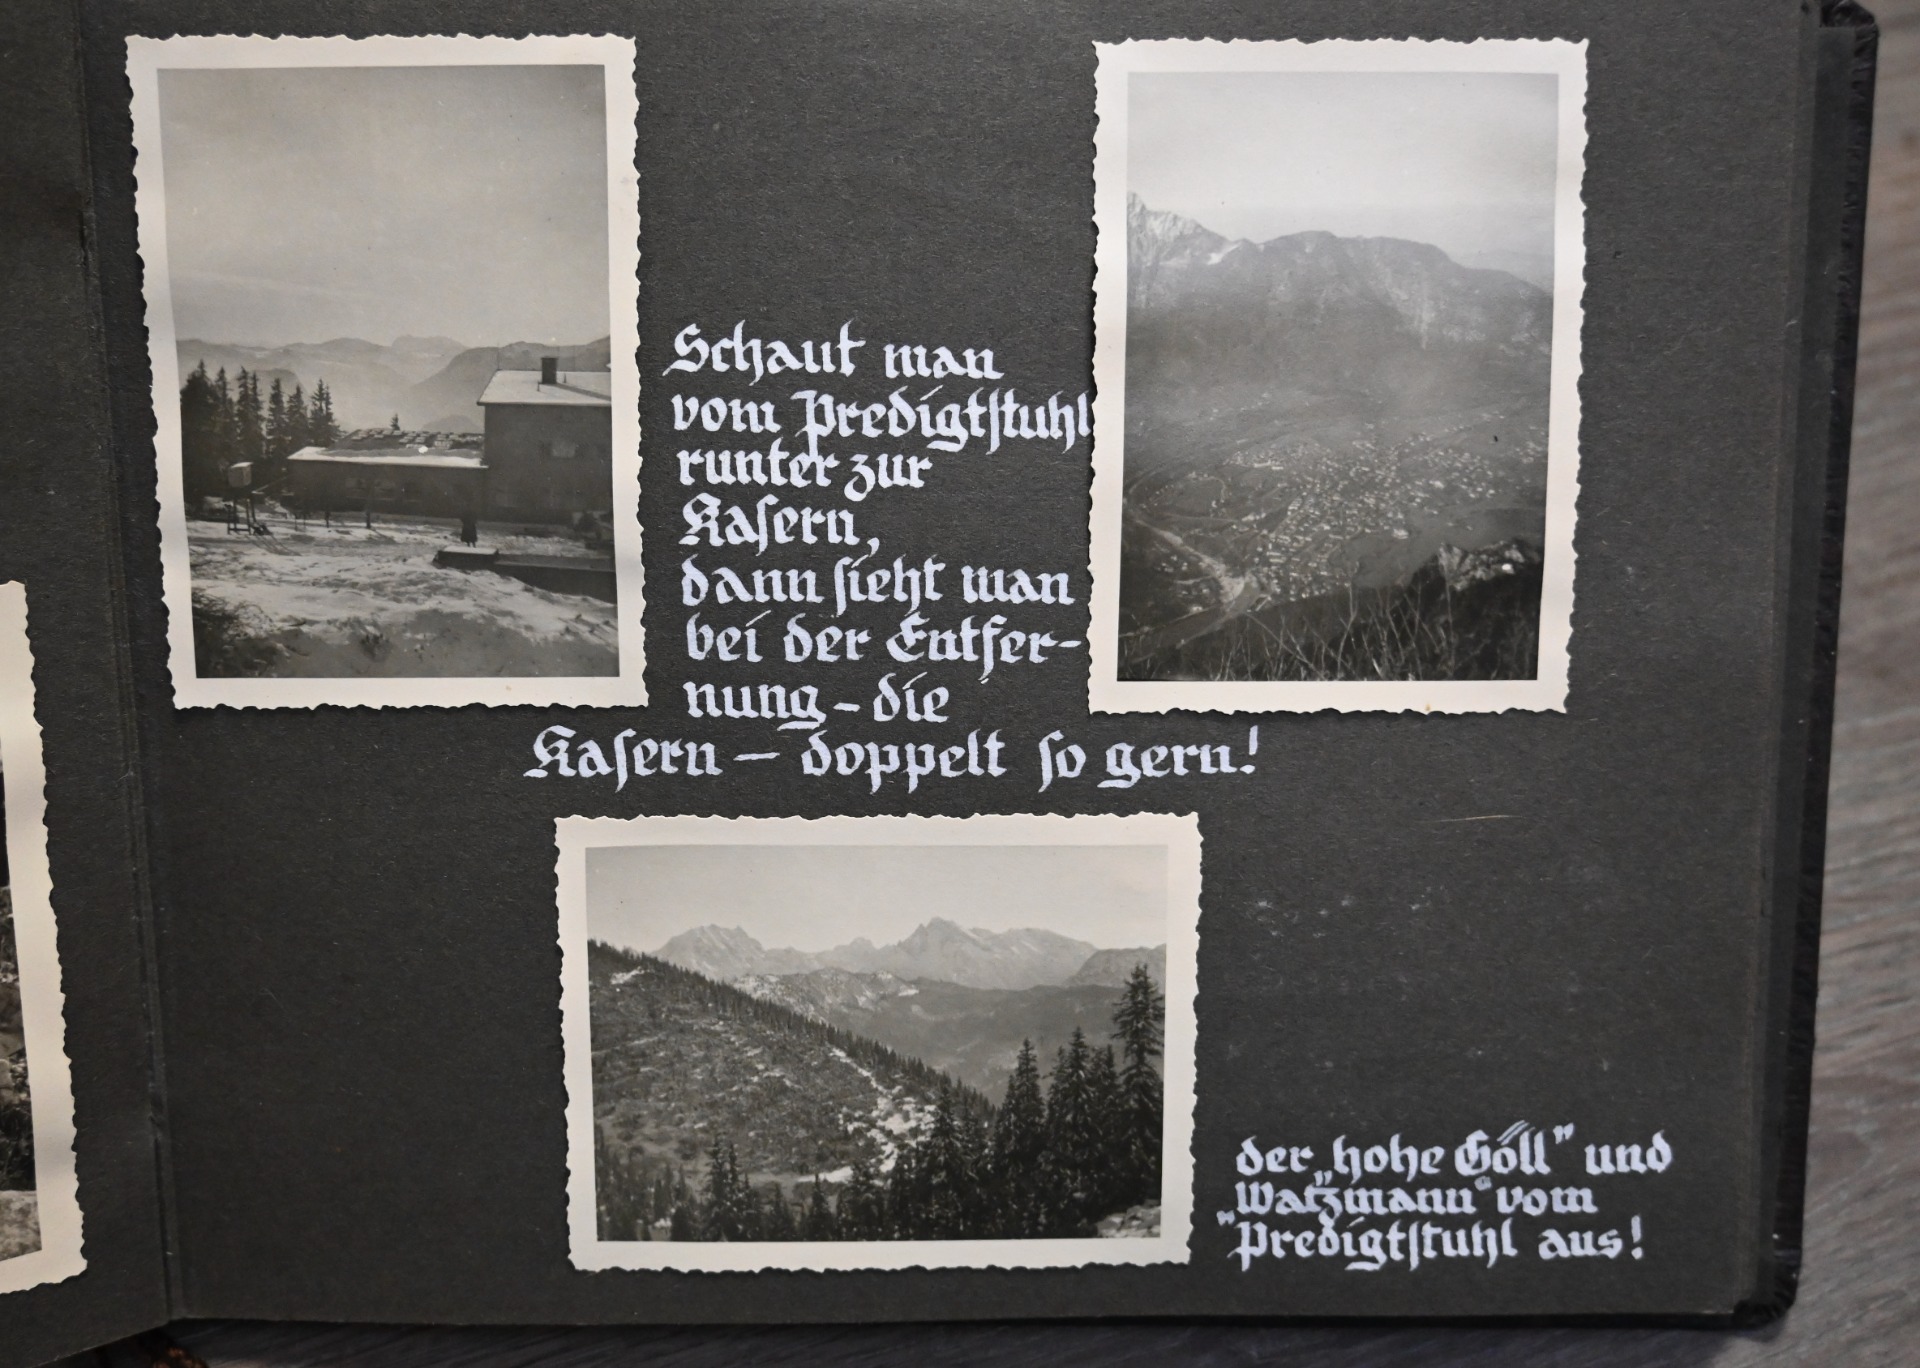 Schaut man
vom Predigtstuhl
runter zur
Kasern,
dann sieht man
bei der Entfer-
nung - die
Kasern - doppelt so gern!
der „hohe Göll" und
„Watzmann" vom
"Predigtstuhl aus!